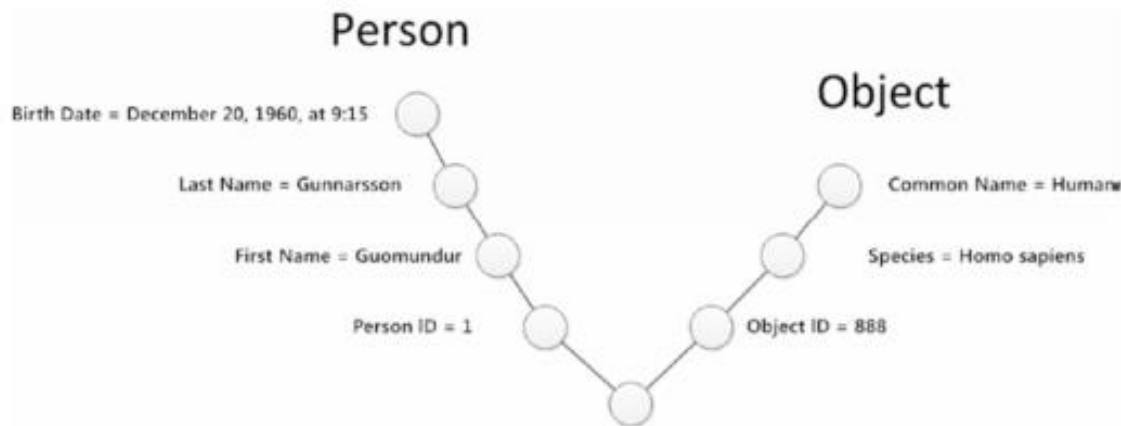 Person
Object
Birth Date = December 20, 1960, at 9:15
Last Name = Gunnarsson
Common Name = Human
First Name = Guomundur
Species = Homo sapiens
Person ID = 1
Object ID = 888